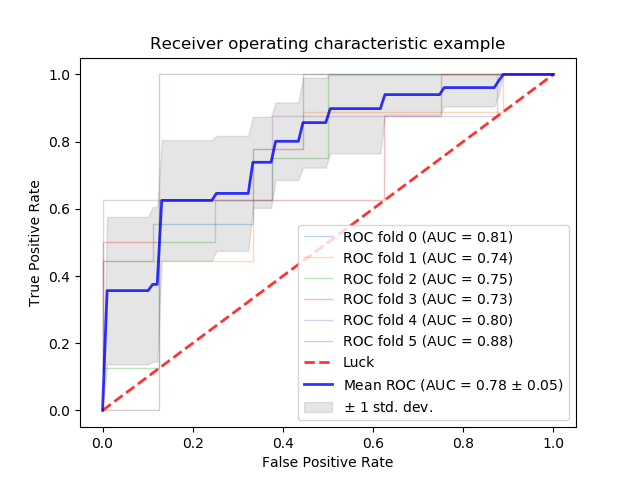 Receiver operating characteristic example
True Positive Rate
1.0
0.8
0.6
0.4
0.2
0.0
ROC fold 0 (AUC = 0.81)
ROC fold 1 (AUC = 0.74)
ROC fold 2 (AUC = 0.75)
ROC fold 3 (AUC = 0.73)
ROC fold 4 (AUC = 0.80)
ROC fold 5 (AUC = 0.88)
Luck
Mean ROC (AUC = 0.78 ± 0.05)
± 1 std. dev.
0.0 0.2 0.4 0.6 0.8 1.0
False Positive Rate